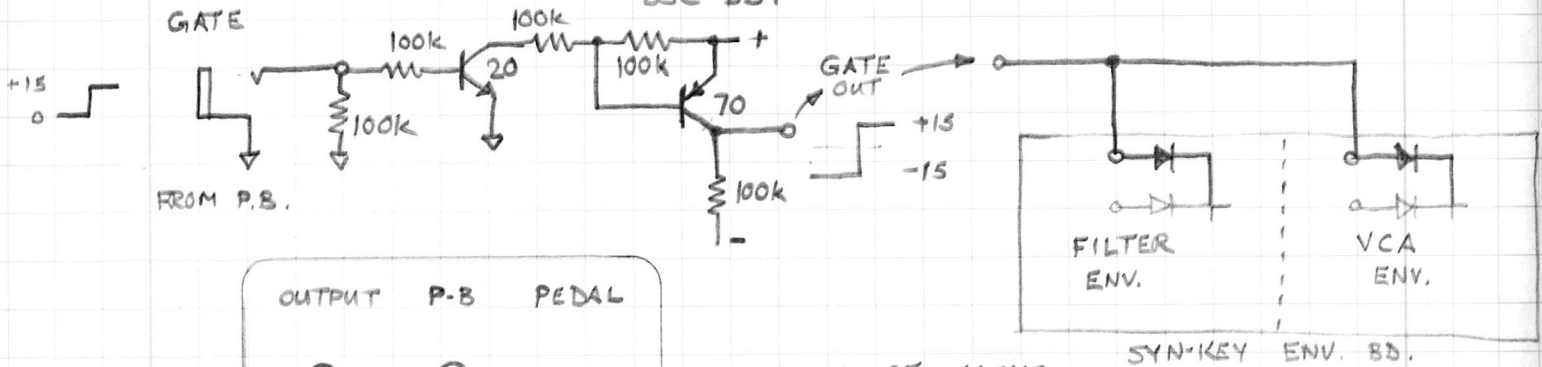 GATE
+15
0
FROM P.B.
100k
100k
20
100k
100k
+
70
100k
-
GATE
OUT
+15
-15
FILTER
ENV.
VCA
ENV.
SYN-KEY ENV. BD.
OUTPUT P-B PEDAL